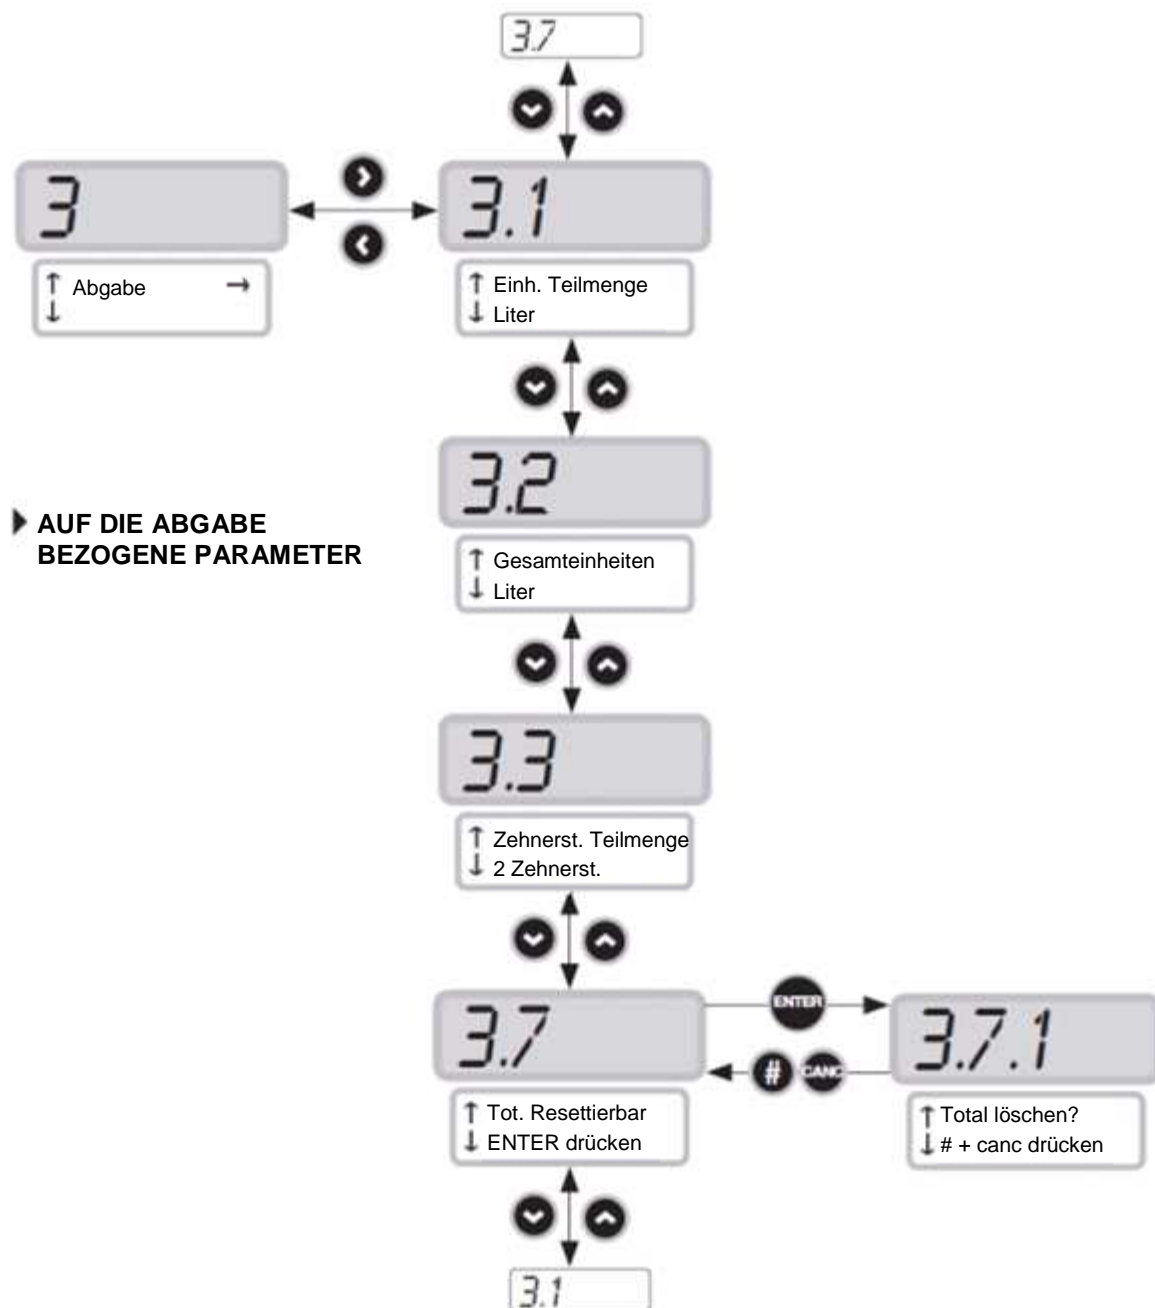 3.7
3
3.1
↑ Abgabe →
↓
↑ Einh. Teilmenge
↓ Liter
3.2
AUF DIE ABGABE
BEZOGENE PARAMETER
↑ Gesamteinheiten
↓ Liter
3.3
↑ Zehnerst. Teilmenge
↓ 2 Zehnerst.
3.7
ENTER
# CANC
3.7.1
↑ Tot. Resettierbar
↓ ENTER drücken
↑ Total löschen?
↓ # + canc drücken
3.1